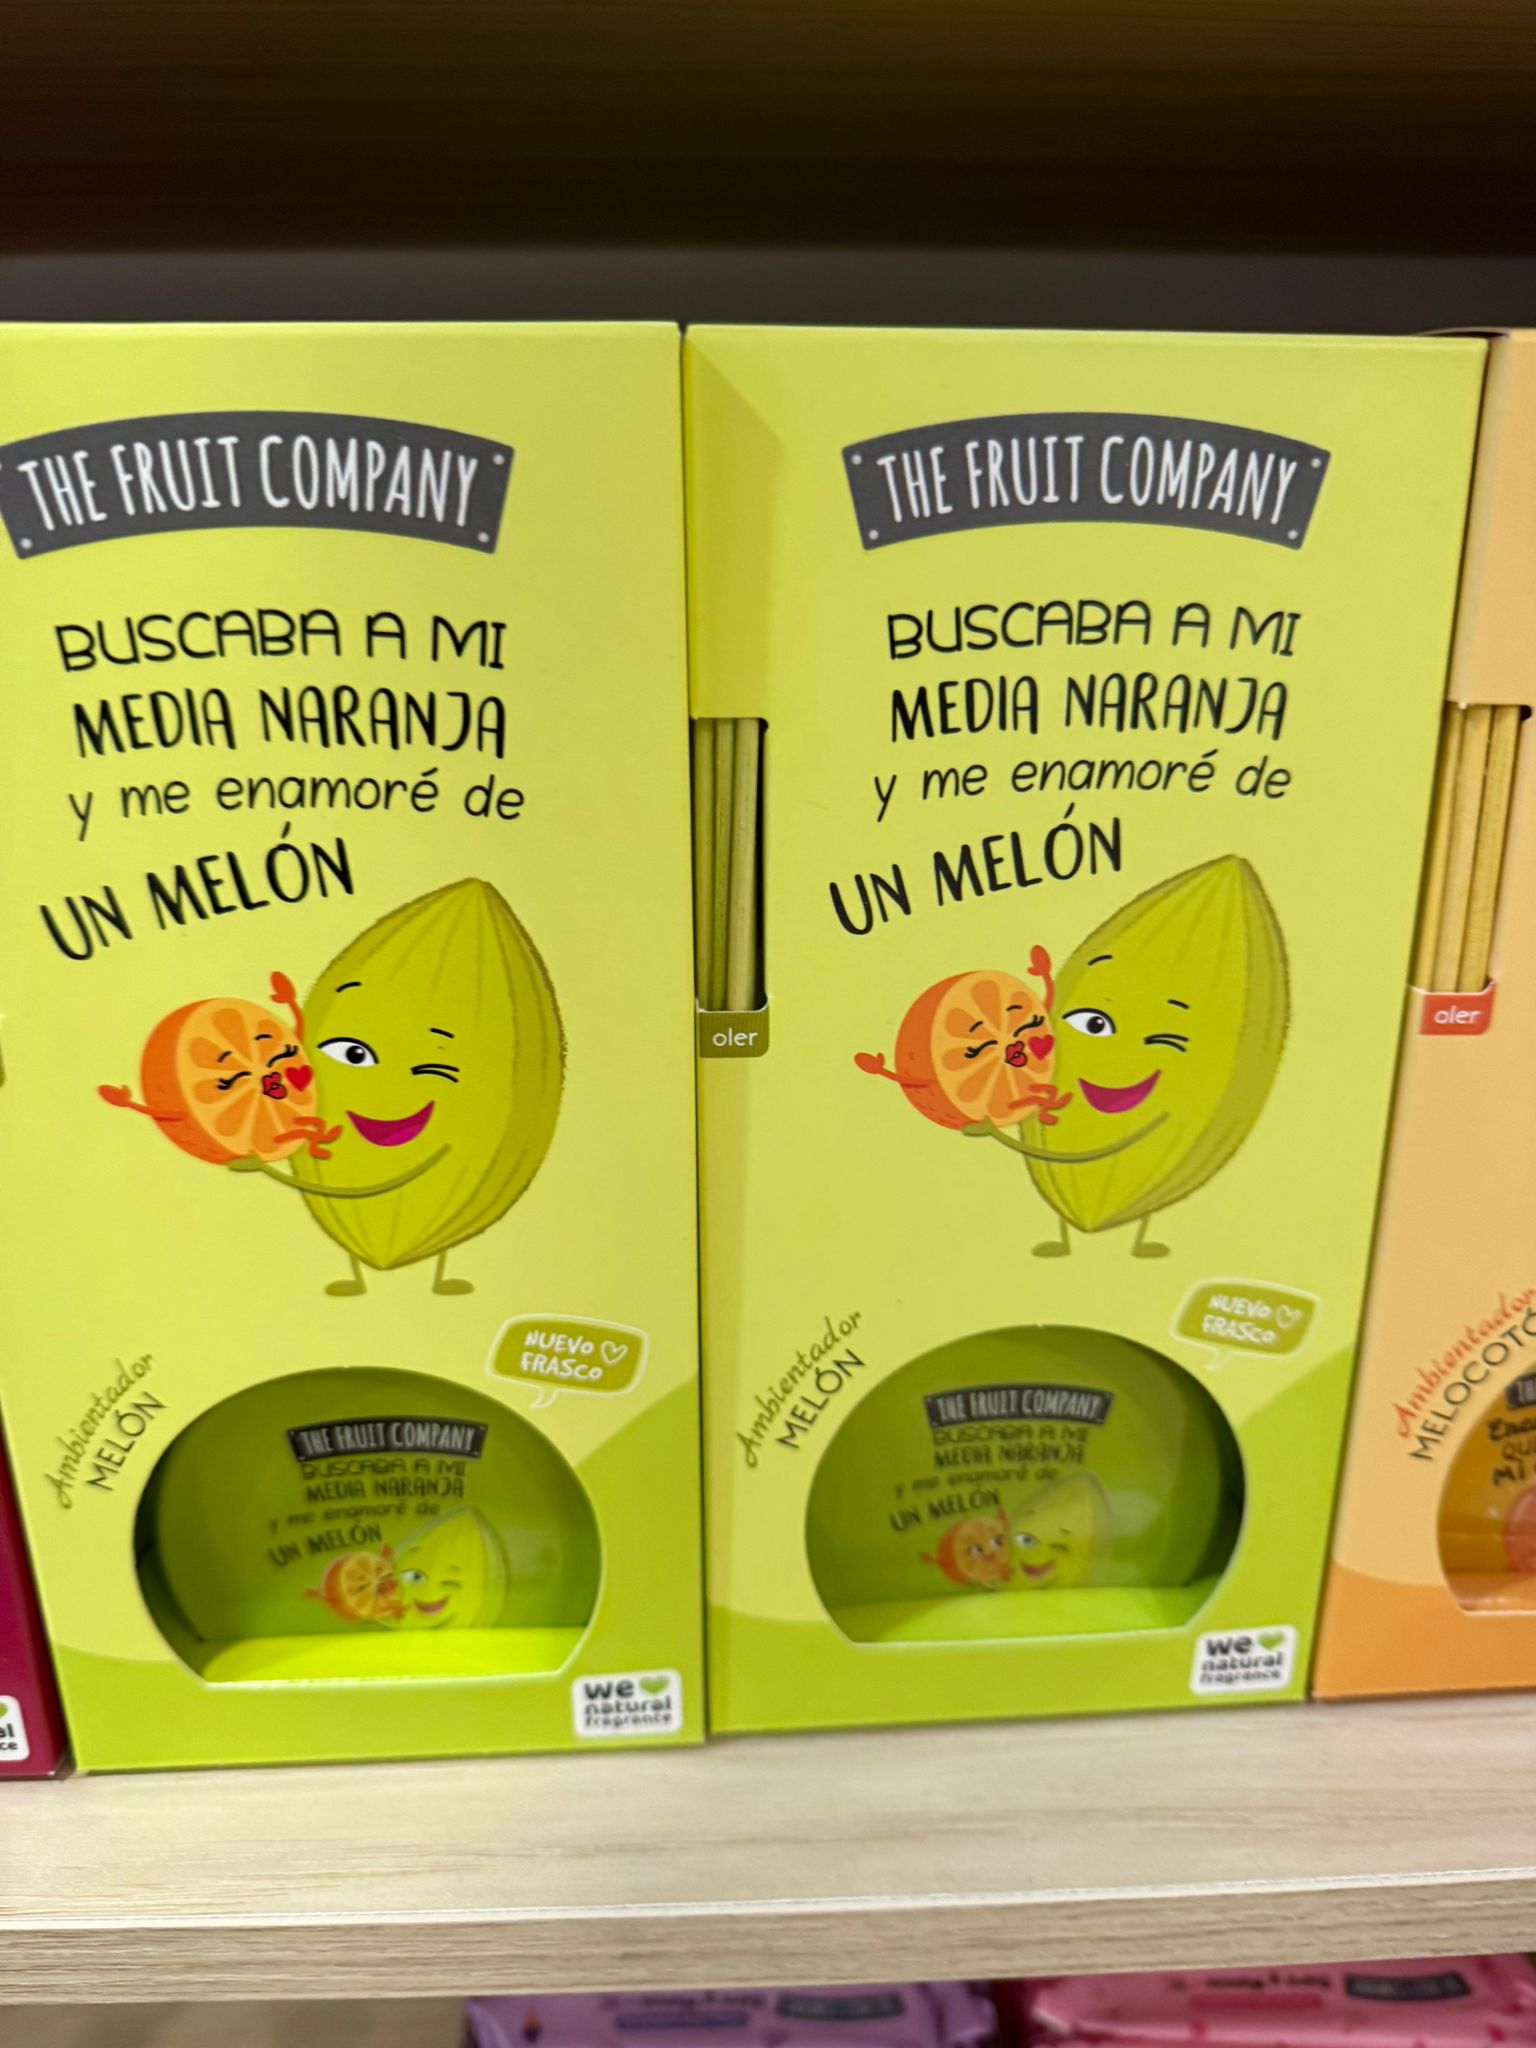 THE FRUIT COMPANY
BUSCABA A MI
MEDIA NARANJA
y me enamoré de
UN MELÓN
NUEVO
FRASCO
Ambientador
MELÓN
THE FRUIT COMPANY
BUSCABA A MI
MEDIA NARANJA
y me enamoré de
UN MELÓN
we
natural
fragrance
oler
THE FRUIT COMPANY
BUSCABA A MI
MEDIA NARANJA
y me enamoré de
UN MELÓN
NUEVO
FRASCO
Ambientador
MELÓN
THE FRUIT COMPANY
BUSCABA A MI
MEDIA NARANJA
y me enamoré de
UN MELÓN
we
natural
fragrance
oler
Ambientador